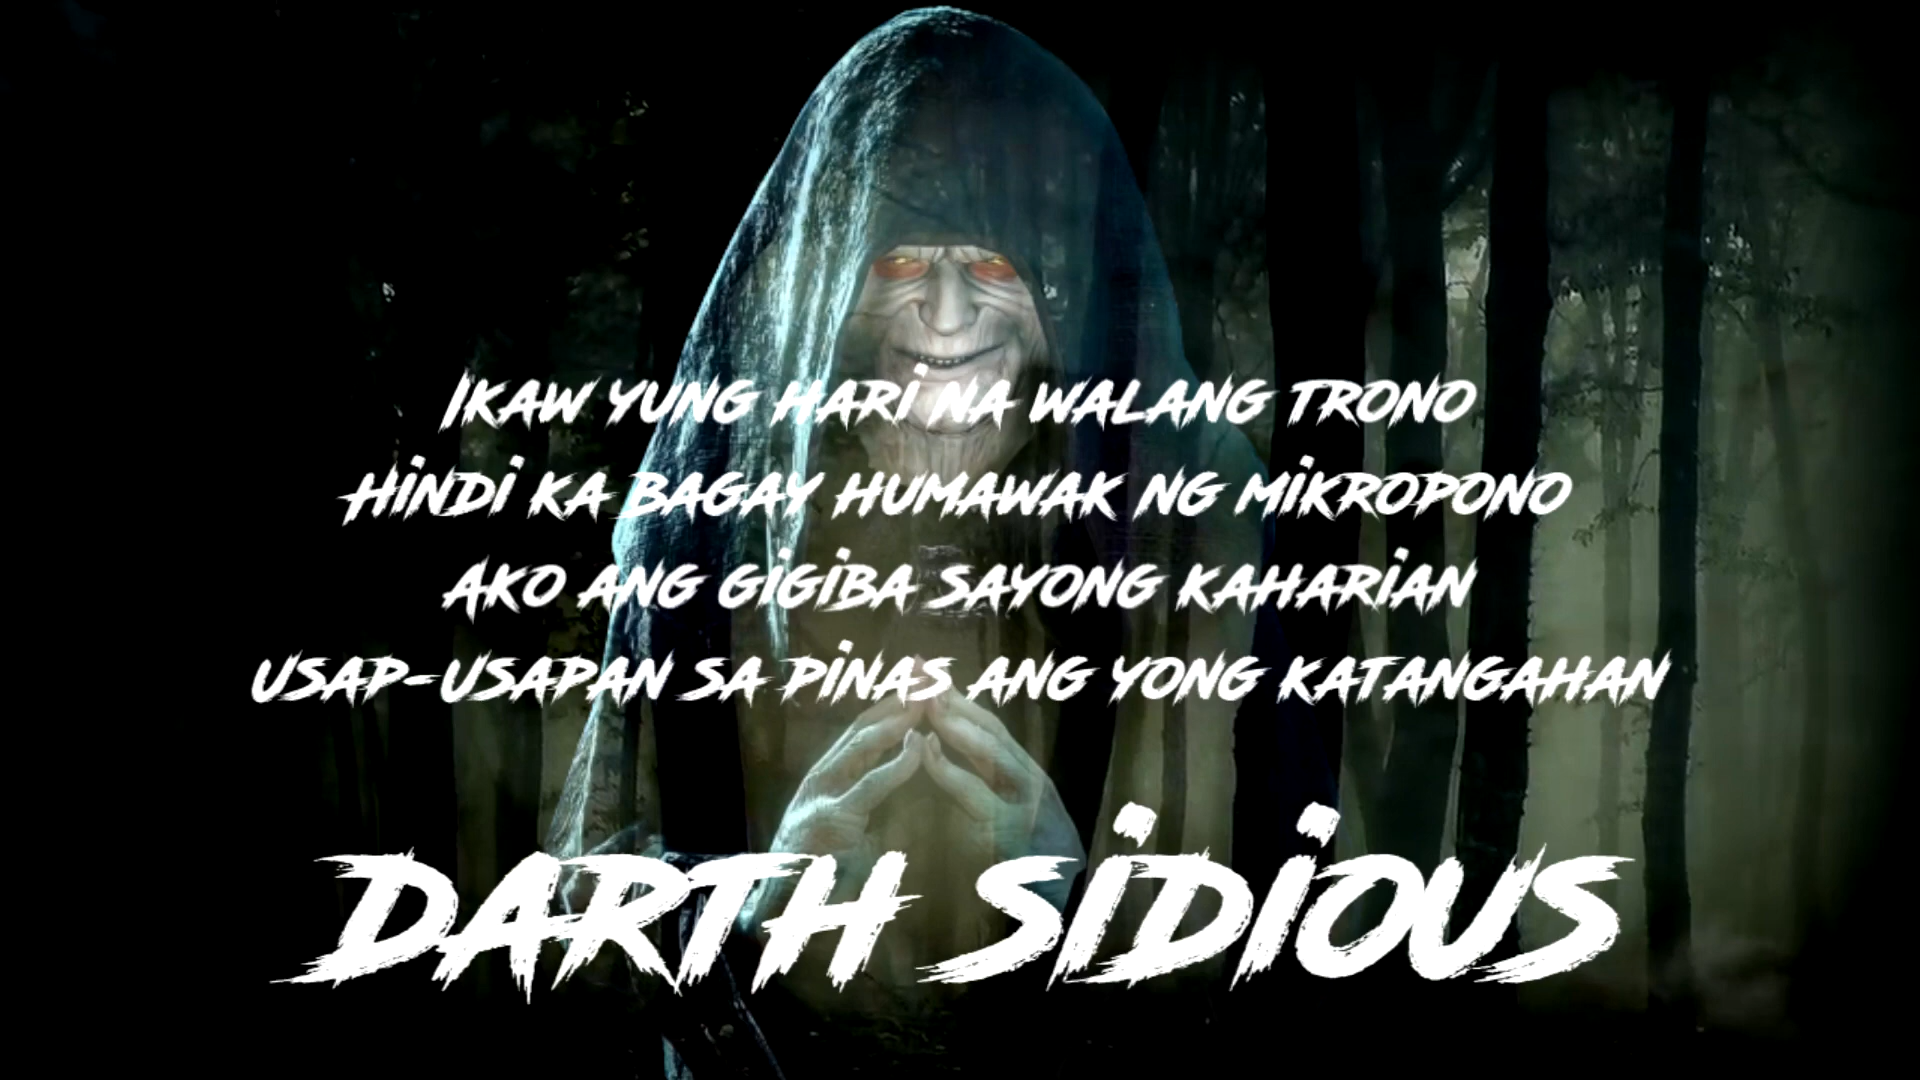 Ikaw yung hari na walang trono
Hindi ka bagay humawak ng mikropono
Ako ang gigiba sayong kaharian
usap-usapan sa pinas ang yong katangahan
DARTH SiDiOUS